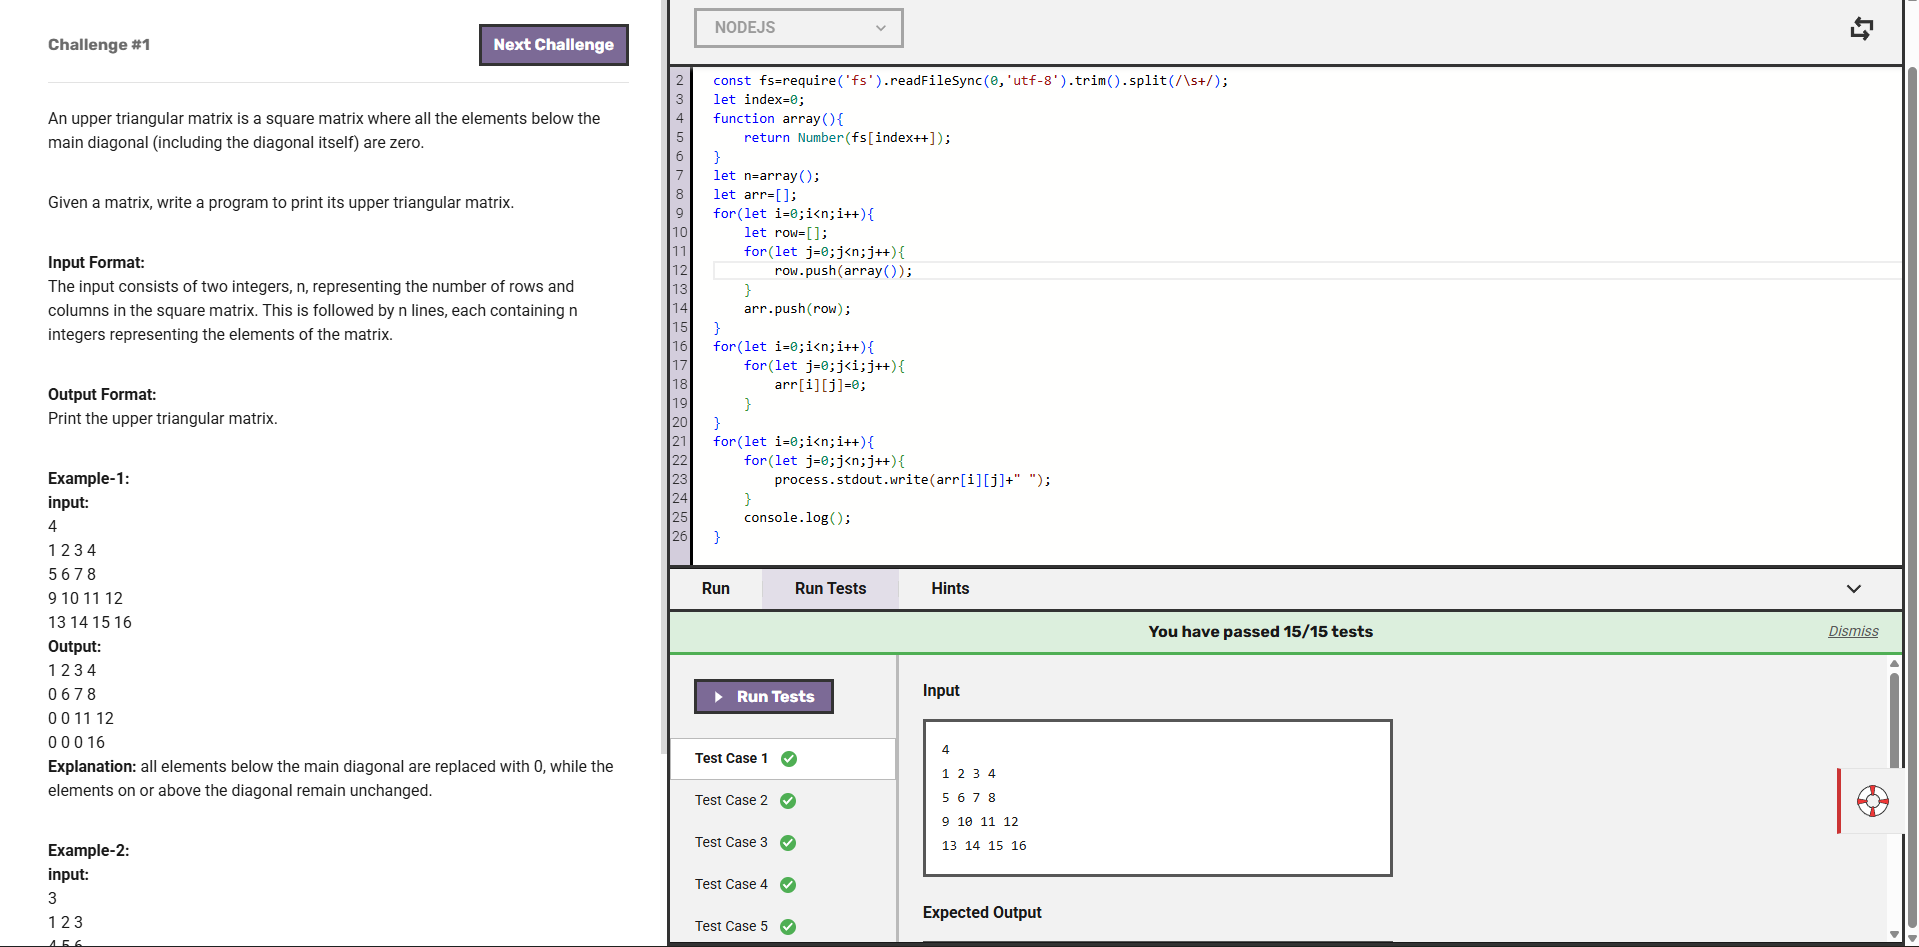 Challenge #1
Next Challenge
An upper triangular matrix is a square matrix where all the elements below the
main diagonal (including the diagonal itself) are zero.
Given a matrix, write a program to print its upper triangular matrix.
Input Format:
The input consists of two integers, n, representing the number of rows and
columns in the square matrix. This is followed by n lines, each containing n
integers representing the elements of the matrix.
Output Format:
Print the upper triangular matrix.
Example-1:
input:
4
1 2 3 4
5 6 7 8
9 10 11 12
13 14 15 16
Output:
1 2 3 4
0 6 7 8
0 0 11 12
0 0 0 16
Explanation: all elements below the main diagonal are replaced with 0, while the
elements on or above the diagonal remain unchanged.
Example-2:
input:
3
1 2 3
4 5 6
NODEJS
2 const fs=require('fs').readFileSync(0,'utf-8').trim().split(/\s+/);
3 let index=0;
4 function array(){
5     return Number(fs[index++]);
6 }
7 let n=array();
8 let arr=[];
9 for(let i=0;i<n;i++){
10     let row=[];
11     for(let j=0;j<n;j++){
12         row.push(array());
13     }
14     arr.push(row);
15 }
16 for(let i=0;i<n;i++){
17     for(let j=0;j<i;j++){
18         arr[i][j]=0;
19     }
20 }
21 for(let i=0;i<n;i++){
22     for(let j=0;j<n;j++){
23         process.stdout.write(arr[i][j]+" ");
24     }
25     console.log();
26 }
Run
Run Tests
Hints
You have passed 15/15 tests
Dismiss
Run Tests
Test Case 1
Test Case 2
Test Case 3
Test Case 4
Test Case 5
Input
4
1 2 3 4
5 6 7 8
9 10 11 12
13 14 15 16
Expected Output